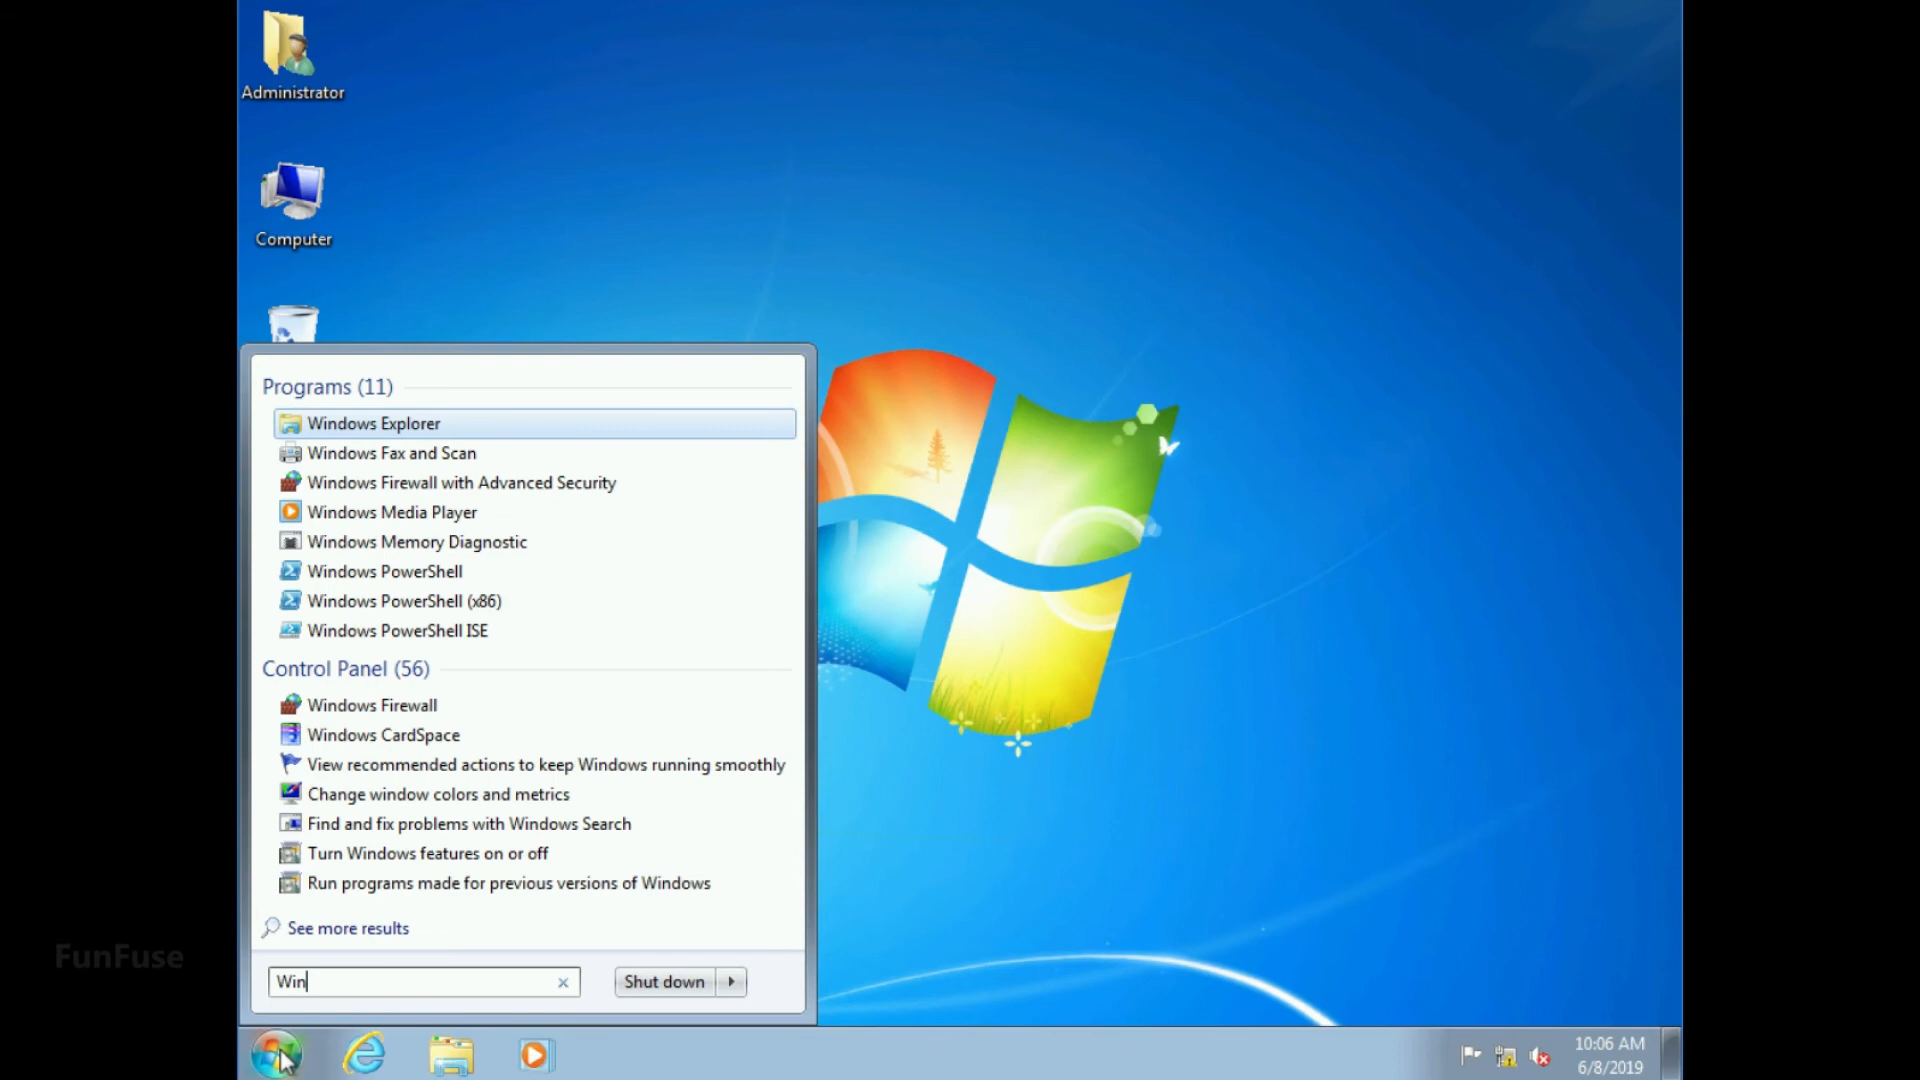 Administrator
Computer
Programs (11)
Windows Explorer
Windows Fax and Scan
Windows Firewall with Advanced Security
Windows Media Player
Windows Memory Diagnostic
Windows PowerShell
Windows PowerShell (x86)
Windows PowerShell ISE
Control Panel (56)
Windows Firewall
Windows CardSpace
View recommended actions to keep Windows running smoothly
Change window colors and metrics
Find and fix problems with Windows Search
Turn Windows features on or off
Run programs made for previous versions of Windows
See more results
FunFuse
Win
Shut down
10:06 AM
6/8/2019